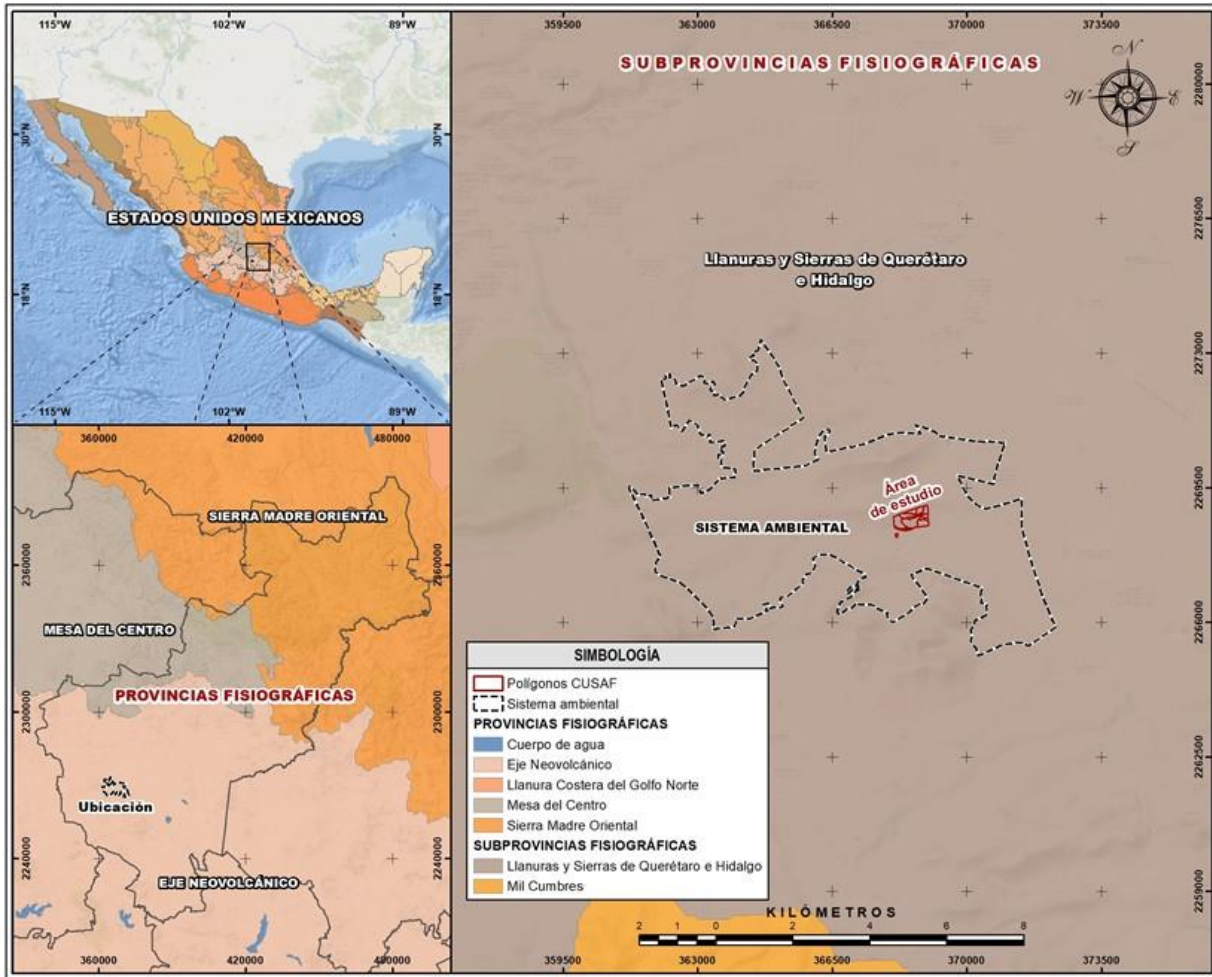 115°W 102°W 89°W
30°N 30°N
ESTADOS UNIDOS MEXICANOS
18°N 18°N
115°W 102°W 89°W
360000 420000 480000
SIERRA MADRE ORIENTAL
2360000 2360000
MESA DEL CENTRO
PROVINCIAS FISIOGRÁFICAS
2300000 2300000
Ubicación
2240000 2240000
EJE NEOVOLCÁNICO
360000 420000 480000
359500 363000 366500 370000 373500
SUBPROVINCIAS FISIOGRÁFICAS
N
W E
S
2280000
2276500
Llanuras y Sierras de Querétaro
e Hidalgo
2273000
2269500
Área
de estudio
SISTEMA AMBIENTAL
2266000
2262500
2259000
SIMBOLOGÍA
Polígonos CUSAF
Sistema ambiental
PROVINCIAS FISIOGRÁFICAS
Cuerpo de agua
Eje Neovolcánico
Llanura Costera del Golfo Norte
Mesa del Centro
Sierra Madre Oriental
SUBPROVINCIAS FISIOGRÁFICAS
Llanuras y Sierras de Querétaro e Hidalgo
Mil Cumbres
KILÓMETROS
2 1 0 2 4 6 8
359500 363000 366500 370000 373500